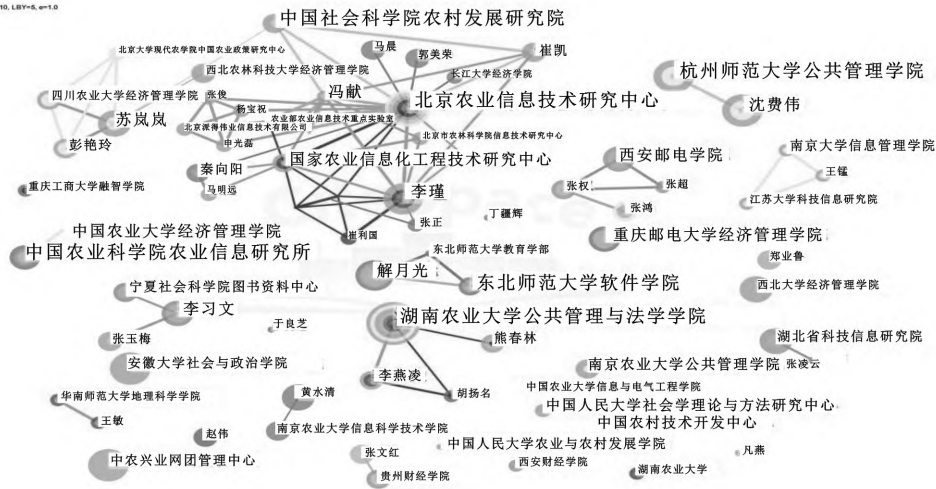 10, LBY=5, e=1.0
中国社会科学院农村发展研究院
马晨
郭美荣
崔凯
北京大学现代农学院中国农业政策研究中心
西北农林科技大学经济管理学院
长江大学经济学院
杭州师范大学公共管理学院
四川农业大学经济管理学院
张俊
冯献
北京农业信息技术研究中心
沈费伟
苏岚岚
杨宝祝
农业部农业信息技术重点实验室
北京派得伟业信息技术有限公司
北京市农林科学院信息技术研究中心
彭艳玲
申光磊
国家农业信息化工程技术研究中心
西安邮电学院
南京大学信息管理学院
秦向阳
王锰
重庆工商大学融智学院
马明远
李瑾
张权
张超
江苏大学科技信息研究院
张正
丁疆辉
张鸿
中国农业大学经济管理学院
崔利国
重庆邮电大学经济管理学院
中国农业科学院农业信息研究所
东北师范大学教育学部
郑业鲁
解月光
东北师范大学软件学院
宁夏社会科学院图书资料中心
西北大学经济管理学院
李习文
于良芝
湖南农业大学公共管理与法学学院
张玉梅
熊春林
湖北省科技信息研究院
安徽大学社会与政治学院
南京农业大学公共管理学院
张凌云
李燕凌
中国农业大学信息与电气工程学院
华南师范大学地理科学学院
黄水清
胡扬名
中国人民大学社会学理论与方法研究中心
王敏
中国农村技术开发中心
赵伟
南京农业大学信息科学技术学院
中国人民大学农业与农村发展学院
凡燕
中农兴业网团管理中心
张文红
西安财经学院
湖南农业大学
贵州财经学院